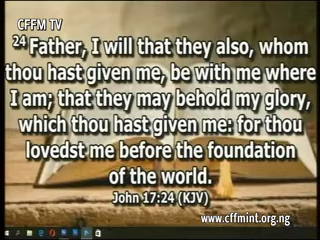 CFFM TV
24 Father, I will that they also, whom
thou hast given me, be with me where
I am; that they may behold my glory,
which thou hast given me: for thou
lovedst me before the foundation
of the world.
John 17:24 (KJV)
www.cffmint.org.ng